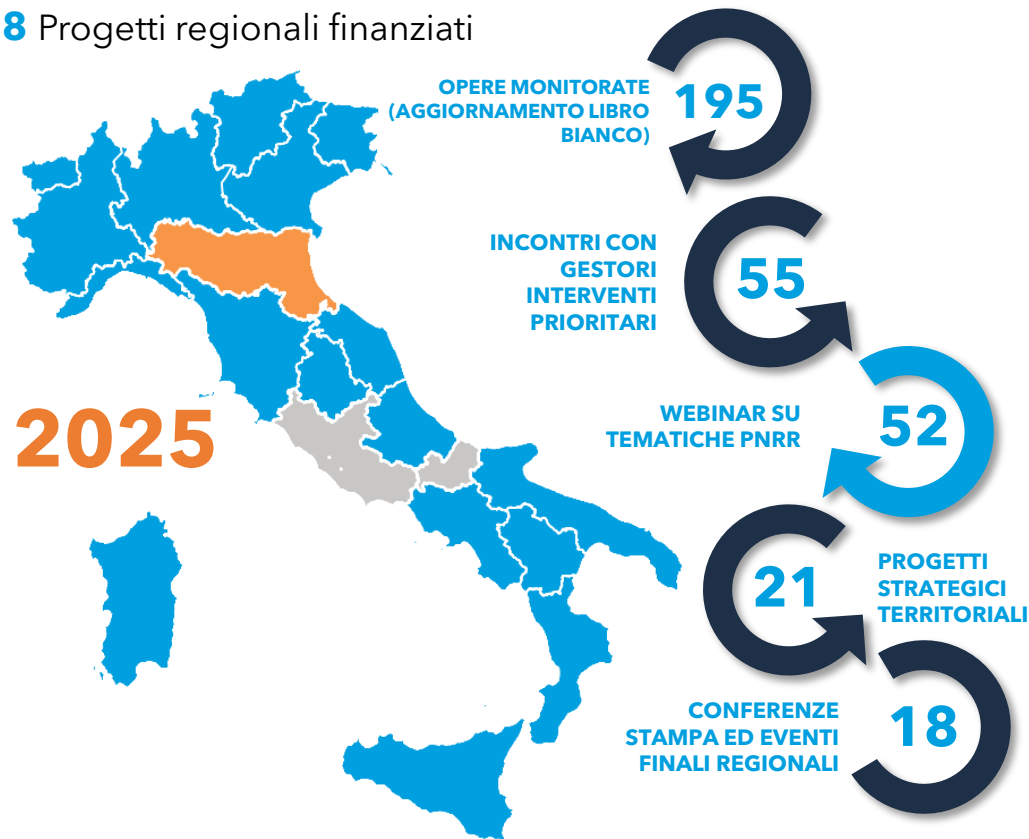 8 Progetti regionali finanziati
OPERE MONITORATE
(AGGIORNAMENTO LIBRO
BIANCO)
195
INCONTRI CON
GESTORI
INTERVENTI
PRIORITARI
55
2025
WEBINAR SU
TEMATICHE PNRR
52
21
PROGETTI
STRATEGICI
TERRITORIALI
CONFERENZE
STAMPA ED EVENTI
FINALI REGIONALI
18